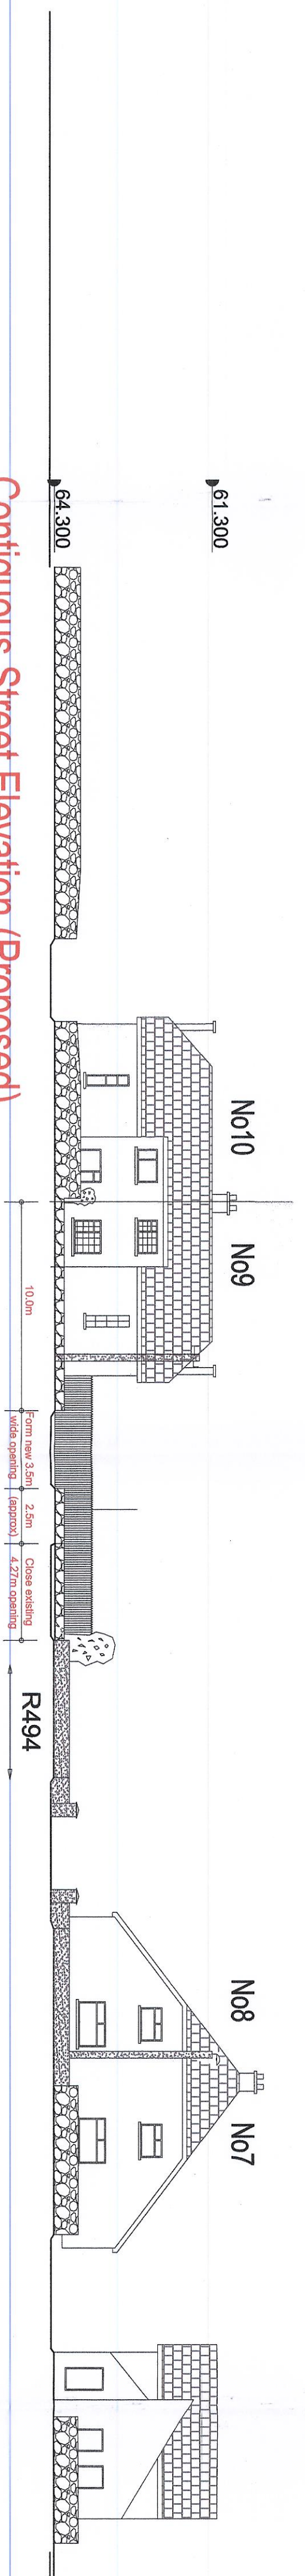 61.300
64.300
No10
No9
No8
No7
10.0m
Form new 3.5m
wide opening
2.5m
(approx)
Close existing
4.27m opening
R494
Contiguous Street Elevation (Proposed)